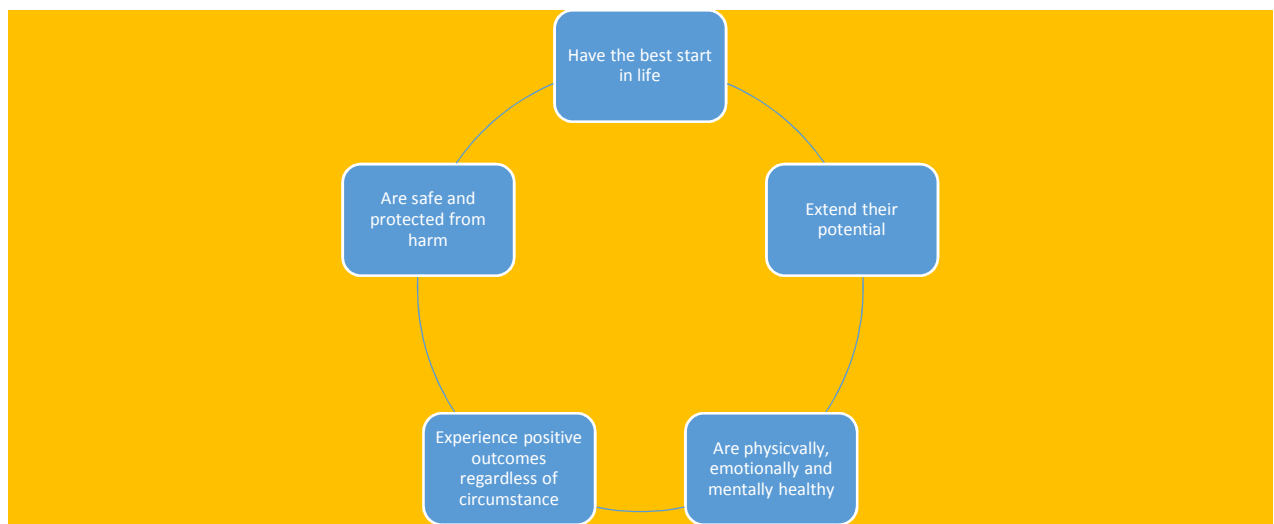 Have the best start
in life
Extend their
potential
Are physicvally,
emotionally and
mentally healthy
Experience positive
outcomes
regardless of
circumstance
Are safe and
protected from
harm